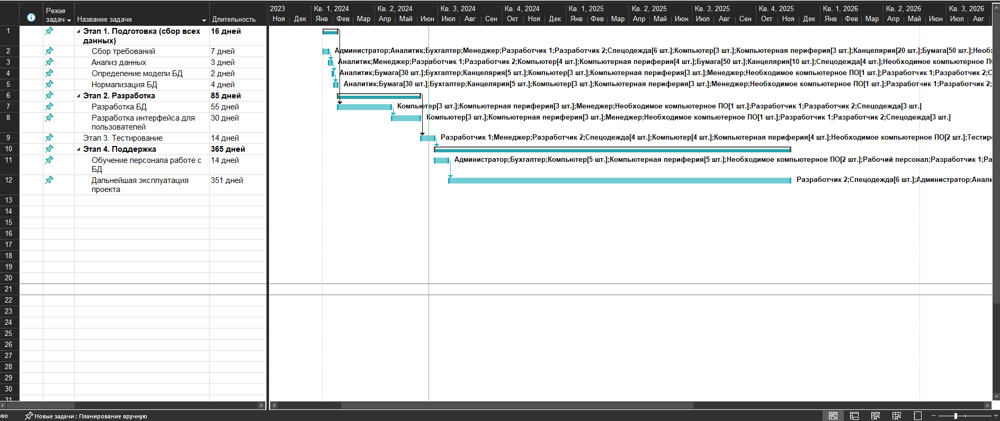 2023 Кв. 1, 2024 Кв. 2, 2024 Кв. 3, 2024 Кв. 4, 2024 Кв. 1, 2025 Кв. 2, 2025 Кв. 3, 2025 Кв. 4, 2025 Кв. 1, 2026 Кв. 2, 2026 Кв. 3, 2026
Режим задачи Название задачи Длительность Ноя Дек Янв Фев Мар Апр Май Июн Июл Авг Сен Окт Ноя Дек Янв Фев Мар Апр Май Июн Июл Авг Сен Окт Ноя Дек Янв Фев Мар Апр Май Июн Июл Авг
1 Этап 1. Подготовка (сбор всех 16 дней
данных)
2 Сбор требований 7 дней Администратор;Аналитик;Бухгалтер;Менеджер;Разработчик 1;Разработчик 2;Спецодежда[6 шт.];Компьютер[3 шт.];Компьютерная периферия[3 шт.];Канцелярия[20 шт.];Бумага[50 шт.];Необх
3 Анализ данных 3 дней Аналитик;Менеджер;Разработчик 1;Разработчик 2;Компьютер[4 шт.];Компьютерная периферия[4 шт.];Бумага[50 шт.];Канцелярия[10 шт.];Спецодежда[4 шт.];Необходимое компьютерное ПО
4 Определение модели БД 2 дней Аналитик;Бумага[30 шт.];Бухгалтер;Канцелярия[5 шт.];Компьютер[3 шт.];Компьютерная периферия[3 шт.];Менеджер;Необходимое компьютерное ПО[1 шт.];Разработчик 1;Разработчик 2;С
5 Нормализация БД 4 дней Аналитик;Бумага[30 шт.];Бухгалтер;Канцелярия[5 шт.];Компьютер[3 шт.];Компьютерная периферия[3 шт.];Менеджер;Необходимое компьютерное ПО[1 шт.];Разработчик 1;Разработчик 2;
6 Этап 2. Разработка 85 дней
7 Разработка БД 55 дней Компьютер[3 шт.];Компьютерная периферия[3 шт.];Менеджер;Необходимое компьютерное ПО[1 шт.];Разработчик 1;Разработчик 2;Спецодежда[3 шт.]
8 Разработка интерфейса для 30 дней Компьютер[3 шт.];Компьютерная периферия[3 шт.];Менеджер;Необходимое компьютерное ПО[1 шт.];Разработчик 1;Разработчик 2;Спецодежда[3 шт.]
пользователей
9 Этап 3. Тестирование 14 дней Разработчик 1;Менеджер;Разработчик 2;Спецодежда[4 шт.];Компьютер[4 шт.];Компьютерная периферия[4 шт.];Необходимое компьютерное ПО[2 шт.];Тестиро
10 Этап 4. Поддержка 365 дней
11 Обучение персонала работе с 14 дней Администратор;Бухгалтер;Компьютер[5 шт.];Компьютерная периферия[5 шт.];Необходимое компьютерное ПО[2 шт.];Рабочий персонал;Разработчик 1;Ра
БД
12 Дальнейшая эксплуатация 351 дней Разработчик 2;Спецодежда[6 шт.];Администратор;Анали
проекта
13
14
15
16
17
18
19
20
21
22
23
24
25
26
27
28
29
30
31
ово Новые задачи : Планирование вручную